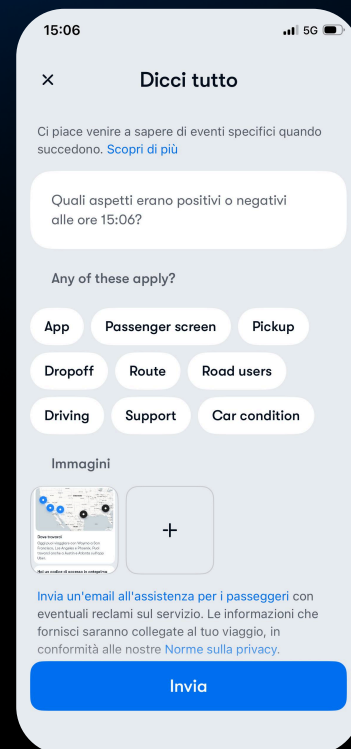 15:06
5G
Dicci tutto
Ci piace venire a sapere di eventi specifici quando
succedono. Scopri di più
Quali aspetti erano positivi o negativi
alle ore 15:06?
Any of these apply?
App
Passenger screen
Pickup
Dropoff
Route
Road users
Driving
Support
Car condition
Immagini
Dove trovarci
+
Invia un'email all'assistenza per i passeggeri con
eventuali reclami sul servizio. Le informazioni che
fornisci saranno collegate al tuo viaggio, in
conformità alle nostre Norme sulla privacy.
Invia